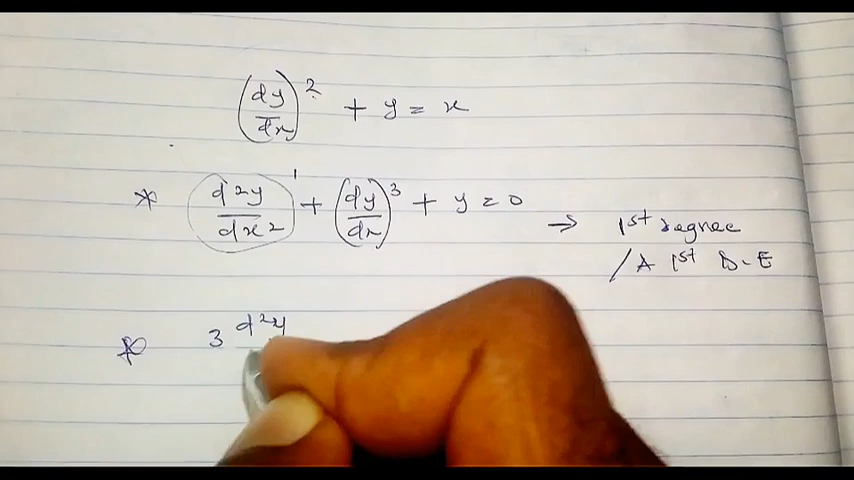 (dy/dx)² + y = x
* (d²y/dx²)¹ + (dy/dx)³ + y = 0 → 1st degree
/A 1st D.E
* 3 d²y